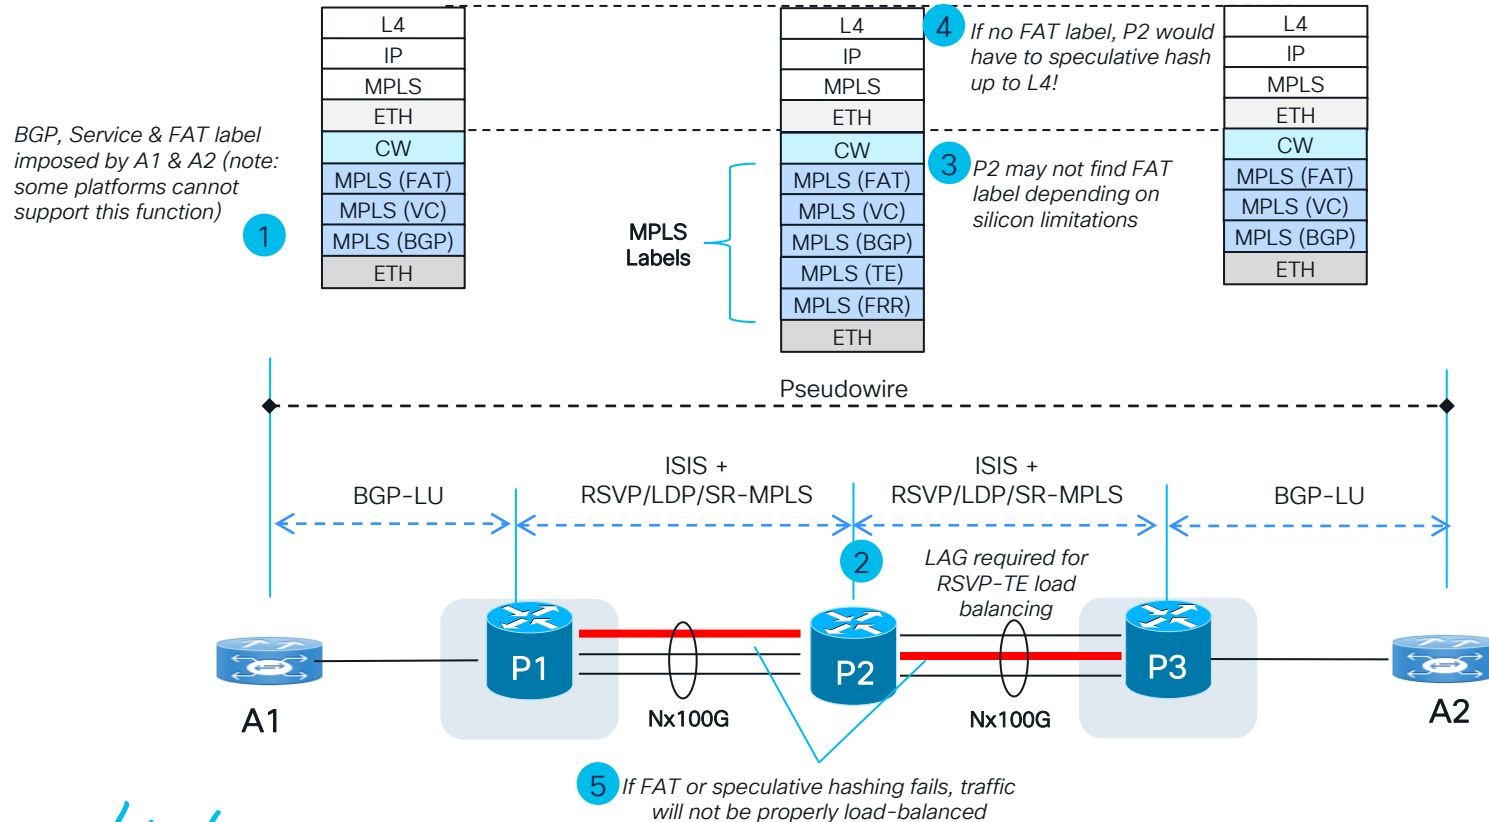 L4
IP
MPLS
ETH
CW
MPLS (FAT)
MPLS (VC)
MPLS (BGP)
ETH
BGP, Service & FAT label
imposed by A1 & A2 (note:
some platforms cannot
support this function)
1
L4
IP
MPLS
ETH
CW
MPLS (FAT)
MPLS (VC)
MPLS (BGP)
MPLS (TE)
MPLS (FRR)
ETH
MPLS
Labels
4
If no FAT label, P2 would
have to speculative hash
up to L4!
3
P2 may not find FAT
label depending on
silicon limitations
L4
IP
MPLS
ETH
CW
MPLS (FAT)
MPLS (VC)
MPLS (BGP)
ETH
Pseudowire
BGP-LU
ISIS +
RSVP/LDP/SR-MPLS
ISIS +
RSVP/LDP/SR-MPLS
BGP-LU
2
LAG required for
RSVP-TE load
balancing
P1
P2
P3
A1
Nx100G
Nx100G
A2
5
If FAT or speculative hashing fails, traffic
will not be properly load-balanced